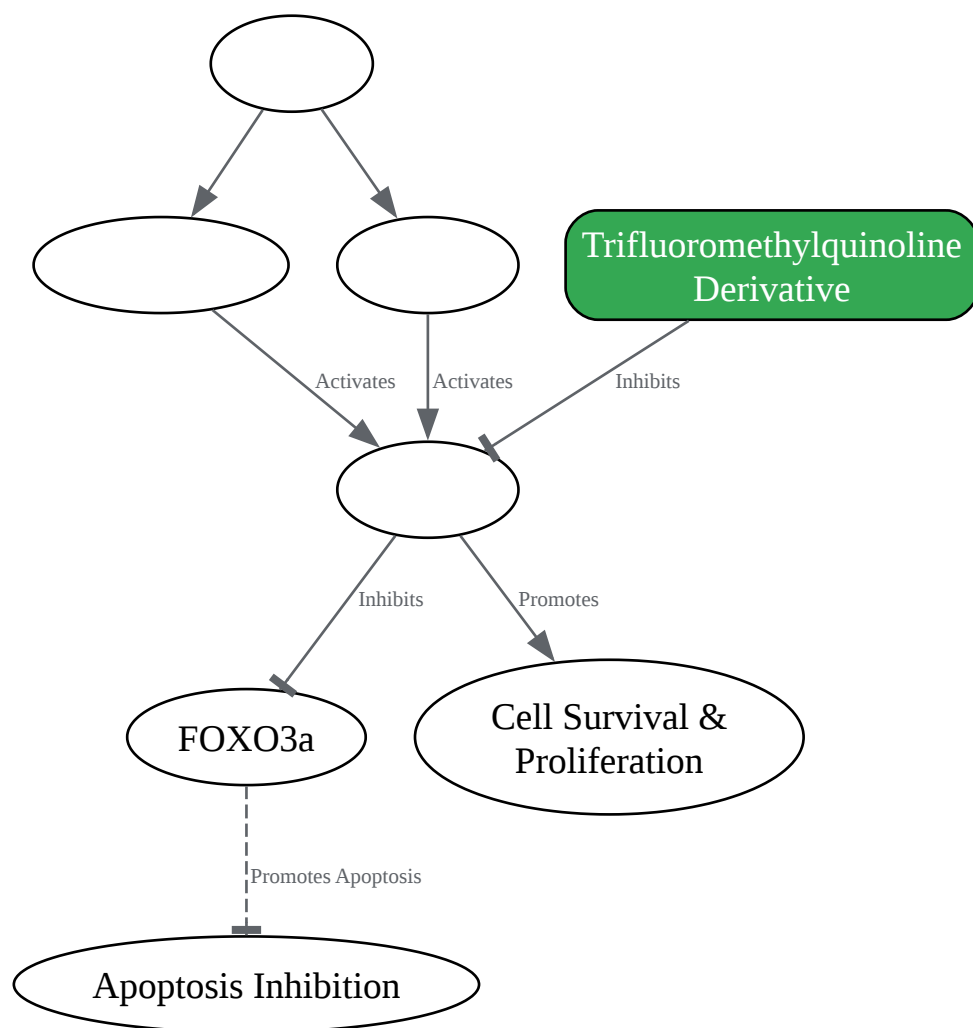 Trifluoromethylquinoline
Derivative
Activates
Activates
Inhibits
Inhibits
Promotes
FOXO3a
Cell Survival &
Proliferation
Promotes Apoptosis
Apoptosis Inhibition